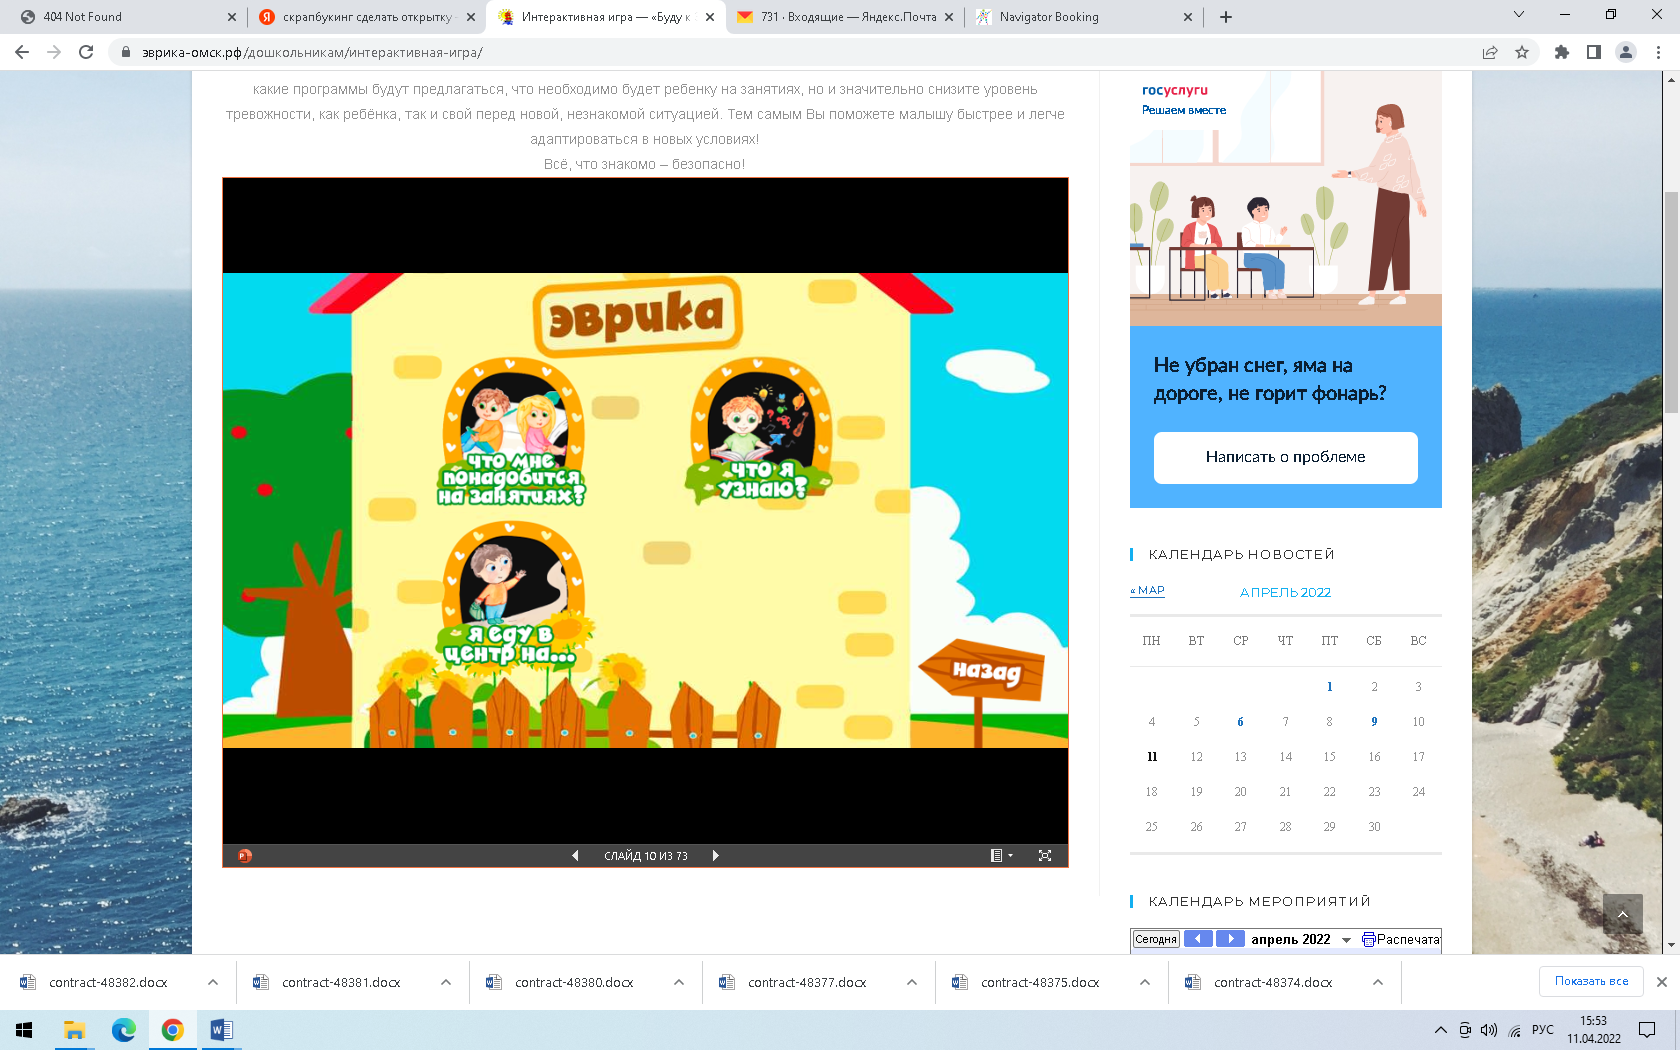 404 Not Found
скрапбукинг сделать открытку
Интерактивная игра — «Буду к
731 · Входящие — Яндекс.Почта
Navigator Booking
эврика-омск.рф/дошкольникам/интерактивная-игра/
какие программы будут предлагаться, что необходимо будет ребенку на занятиях, но и значительно снизите уровень
тревожности, как ребёнка, так и свой перед новой, незнакомой ситуацией. Тем самым Вы поможете малышу быстрее и легче
адаптироваться в новых условиях!
Всё, что знакомо – безопасно!
эврика
что мне
понадобится
на занятиях?
что я
узнаю?
я еду в
центр на...
назад
СЛАЙД 10 ИЗ 73
госуслуги
Решаем вместе
Не убран снег, яма на
дороге, не горит фонарь?
Написать о проблеме
КАЛЕНДАРЬ НОВОСТЕЙ
« МАР
АПРЕЛЬ 2022
ПН ВТ СР ЧТ ПТ СБ ВС
1 2 3
4 5 6 7 8 9 10
11 12 13 14 15 16 17
18 19 20 21 22 23 24
25 26 27 28 29 30
КАЛЕНДАРЬ МЕРОПРИЯТИЙ
Сегодня
апрель 2022
Распечата
contract-48382.docx
contract-48381.docx
contract-48380.docx
contract-48377.docx
contract-48375.docx
contract-48374.docx
Показать все
РУС
15:53
11.04.2022